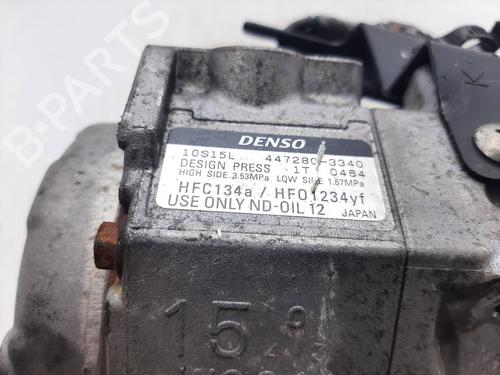 DENSO
10S15L 447280-3340
DESIGN PRESS 1T 0484
HIGH SIDE 3.53MPa LOW SIDE 1.87MPa
HFC134a / HFO1234yf
USE ONLY ND-OIL 12 JAPAN
K
15
B-PARTS